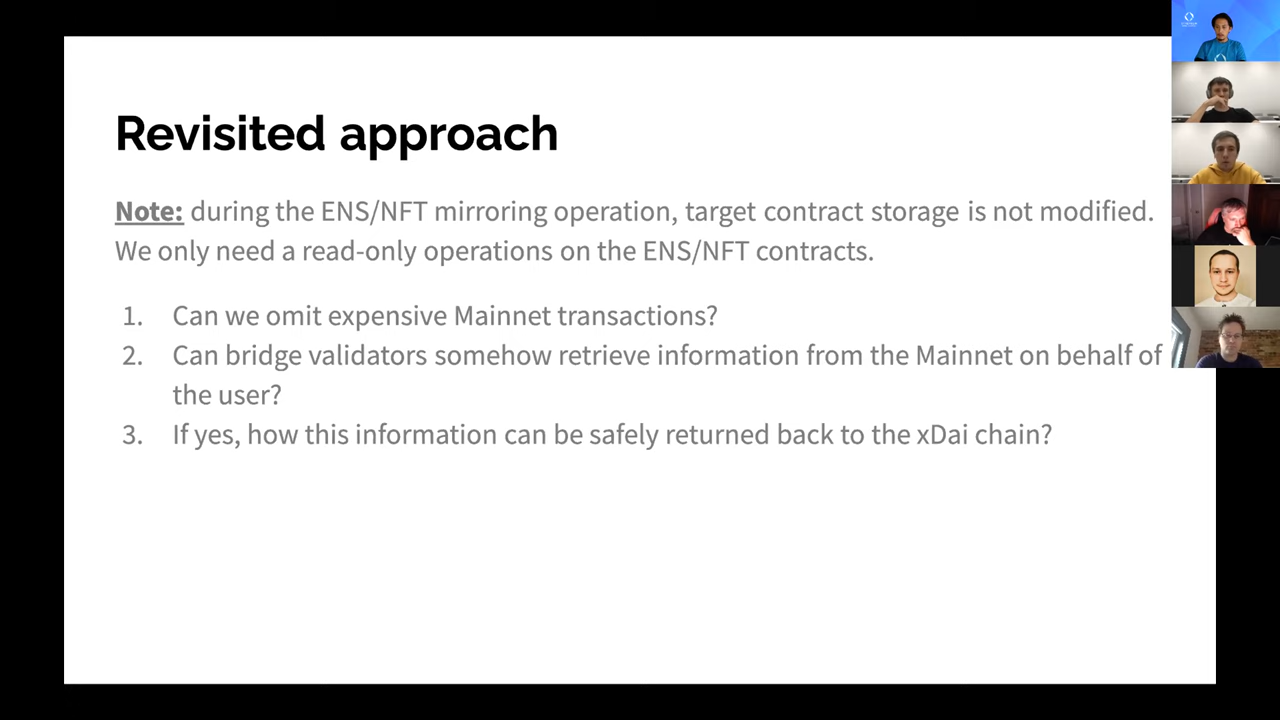 Revisited approach
Note: during the ENS/NFT mirroring operation, target contract storage is not modified.
We only need a read-only operations on the ENS/NFT contracts.
1. Can we omit expensive Mainnet transactions?
2. Can bridge validators somehow retrieve information from the Mainnet on behalf of
the user?
3. If yes, how this information can be safely returned back to the xDai chain?